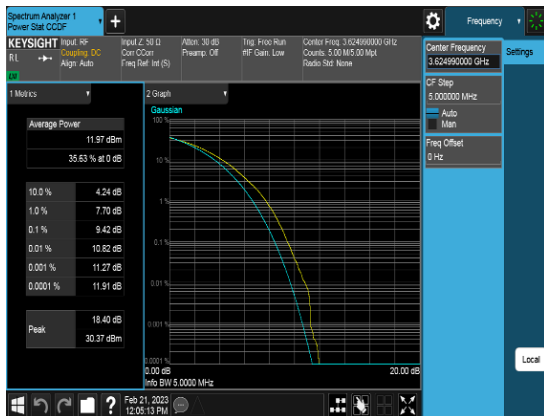 Spectrum Analyzer 1
Power Stat CCDF
+
Frequency
KEYSIGHT
Input: RF
Coupling: DC
Align: Auto
Input Z: 50 Ω
Corr CCorr
Freq Ref: Int (S)
Atten: 30 dB
Preamp: Off
Trig: Free Run
#IF Gain: Low
Center Freq: 3.624990000 GHz
Counts: 5.00 M/5.00 Mpt
Radio Std: None
RL
Center Frequency
3.624990000 GHz
Settings
CF Step
5.000000 MHz
Auto
Man
Freq Offset
0 Hz
1 Metrics
Average Power
11.97 dBm
35.63 % at 0 dB
10.0 % 4.24 dB
1.0 % 7.70 dB
0.1 % 9.42 dB
0.01 % 10.82 dB
0.001 % 11.27 dB
0.0001 % 11.91 dB
Peak
18.40 dB
30.37 dBm
2 Graph
Gaussian
100 %
10 %
1 %
0.1 %
0.01 %
0.001 %
0.0001 %
0.00 dB
20.00 dB
Info BW 5.0000 MHz
Local
?
Feb 21, 2023
12:05:13 PM